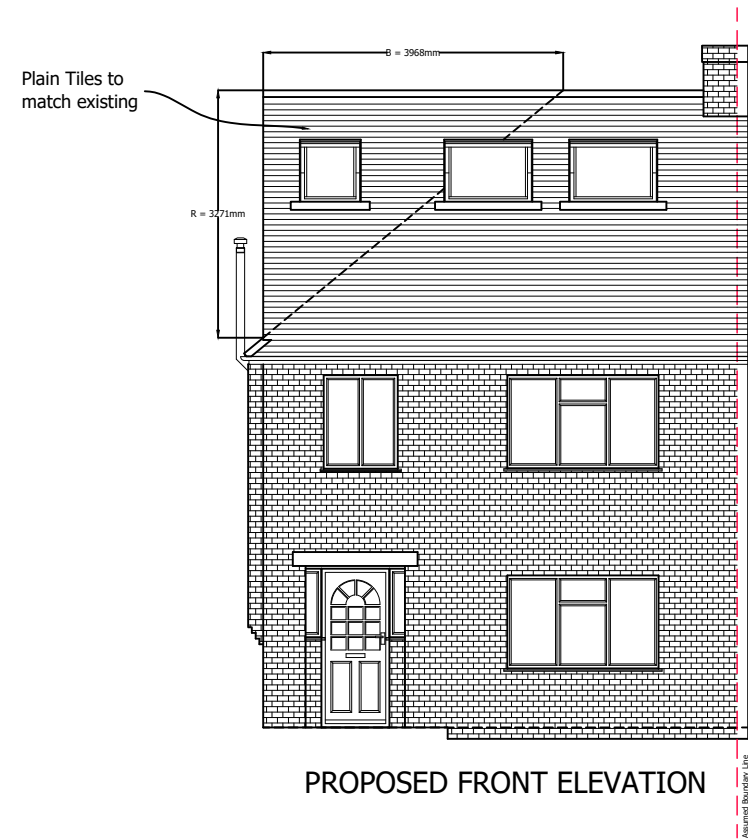 B = 3968mm
Plain Tiles to
match existing
R = 3271mm
PROPOSED FRONT ELEVATION
Assumed Boundary Line